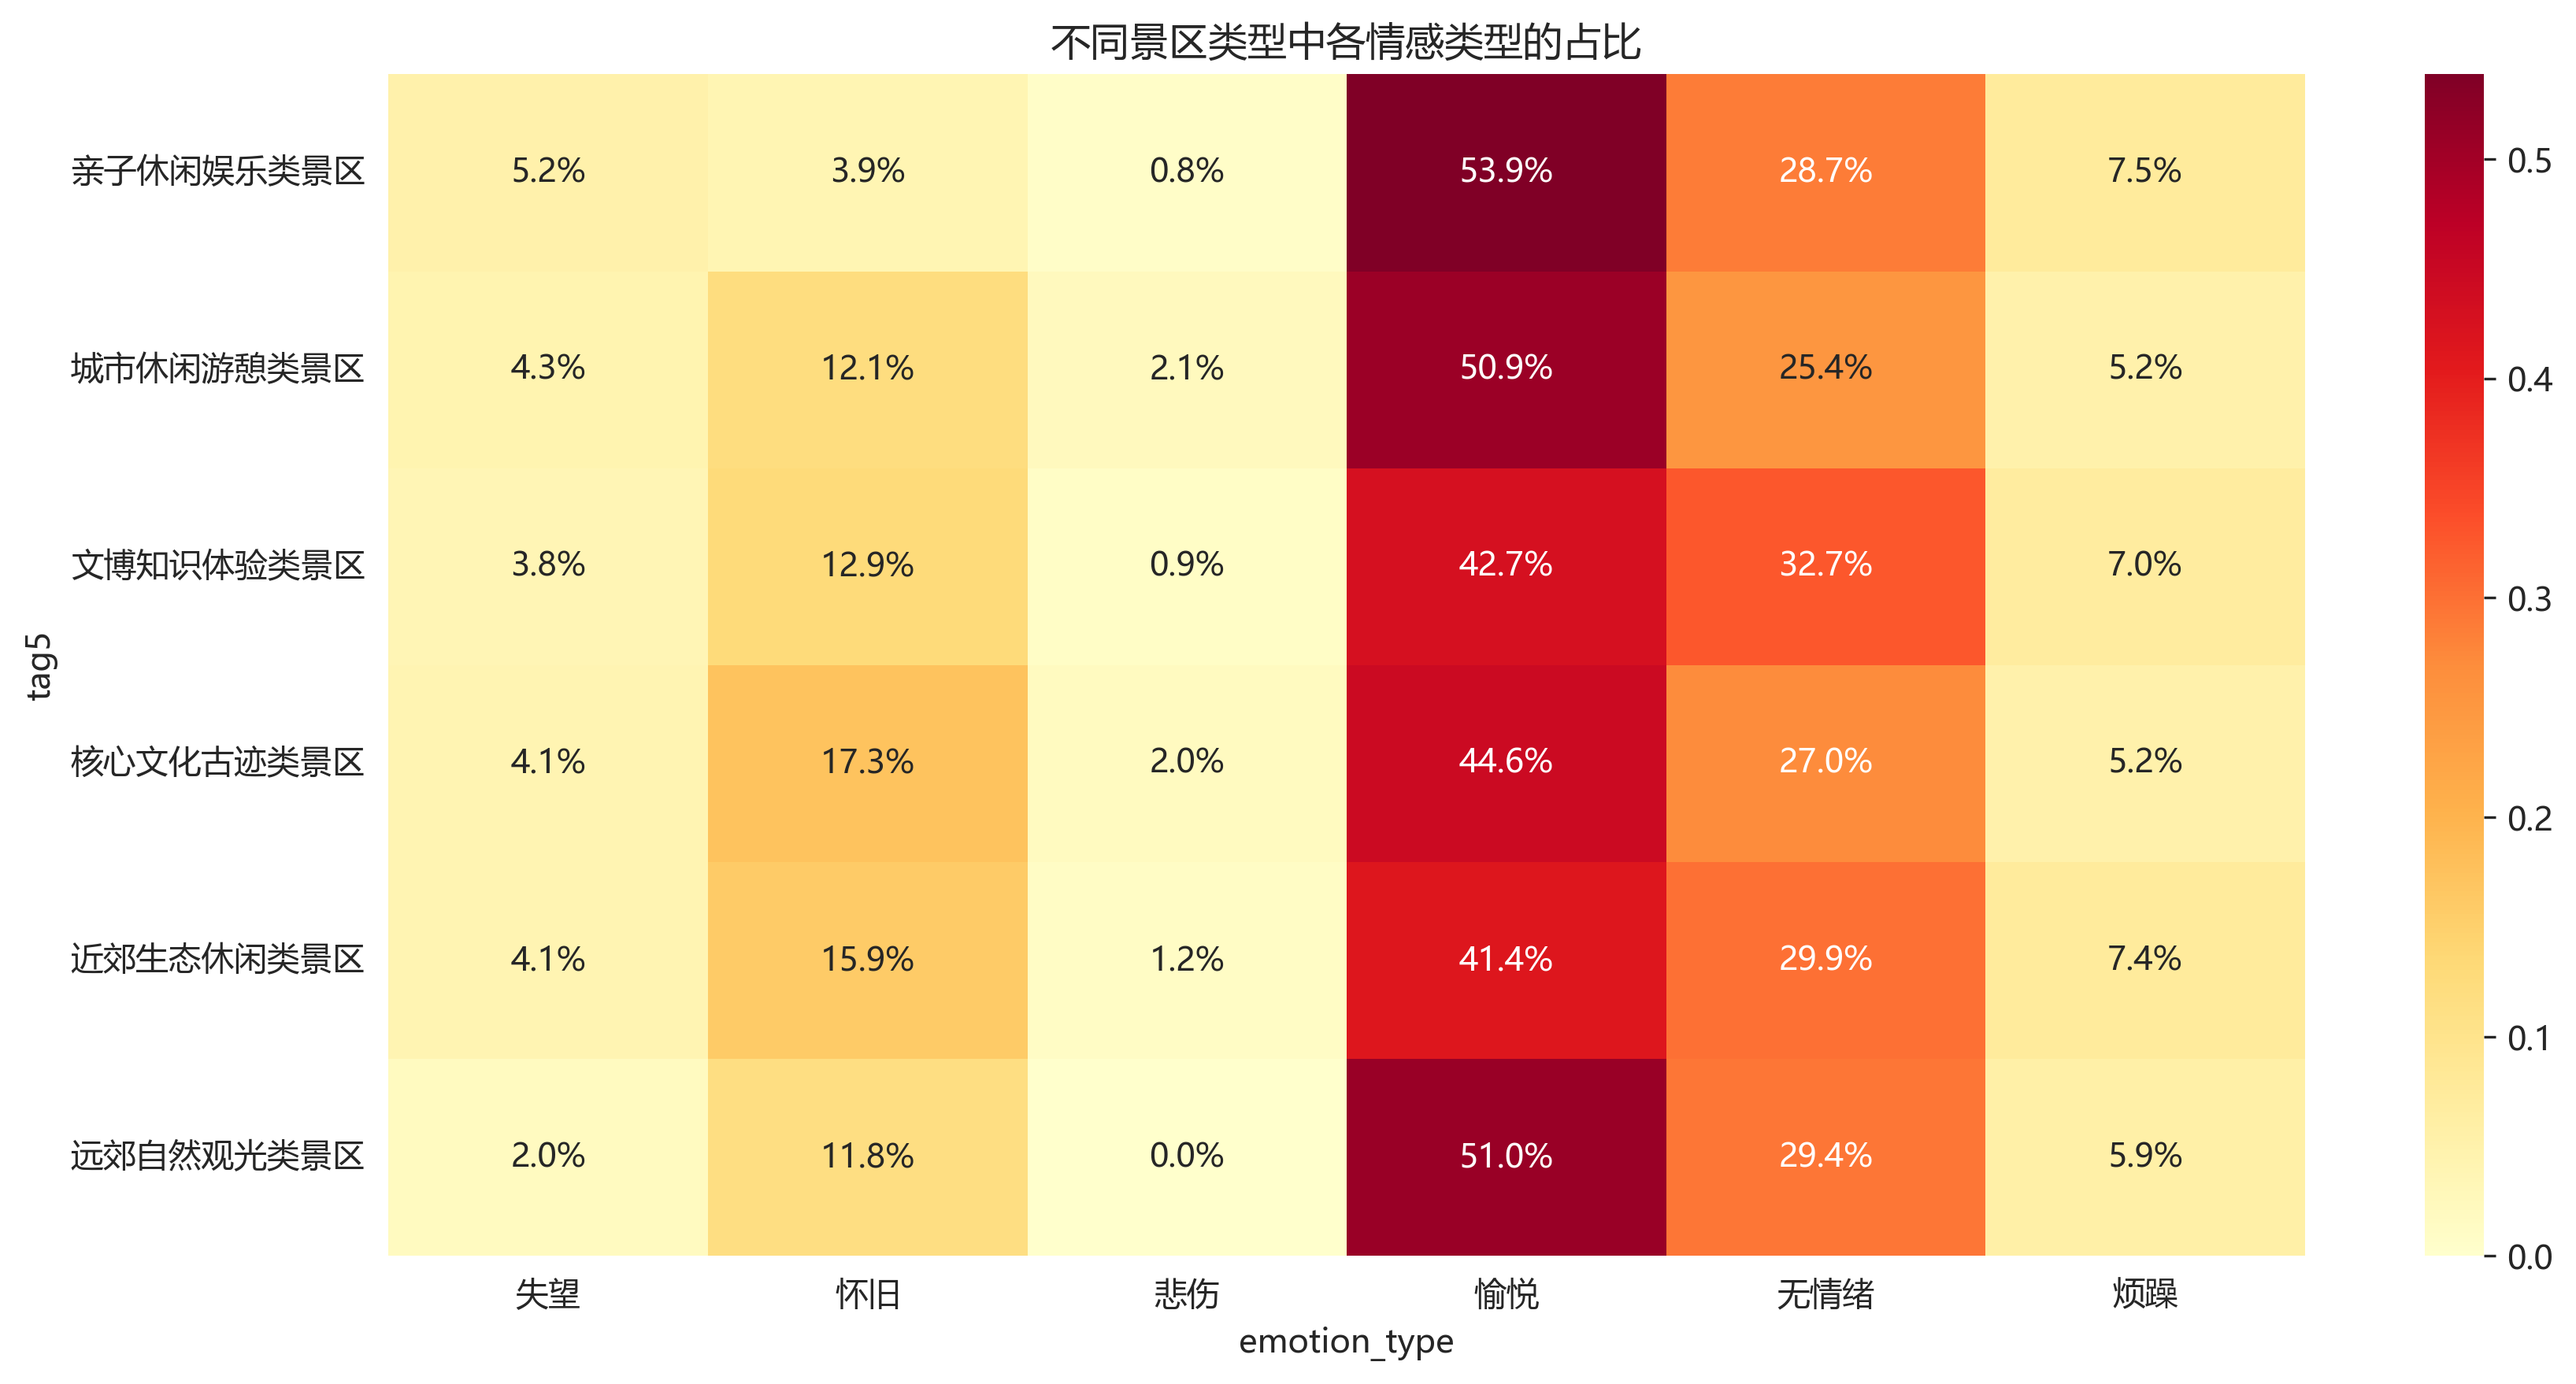 不同景区类型中各情感类型的占比
亲子休闲娱乐类景区 5.2% 3.9% 0.8% 53.9% 28.7% 7.5%
城市休闲游憩类景区 4.3% 12.1% 2.1% 50.9% 25.4% 5.2%
文博知识体验类景区 3.8% 12.9% 0.9% 42.7% 32.7% 7.0%
核心文化古迹类景区 4.1% 17.3% 2.0% 44.6% 27.0% 5.2%
近郊生态休闲类景区 4.1% 15.9% 1.2% 41.4% 29.9% 7.4%
远郊自然观光类景区 2.0% 11.8% 0.0% 51.0% 29.4% 5.9%
失望 怀旧 悲伤 愉悦 无情绪 烦躁
emotion_type
tag5
0.5
0.4
0.3
0.2
0.1
0.0